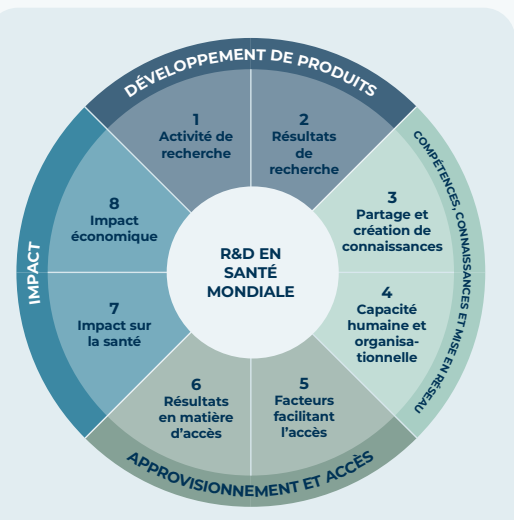 DÉVELOPPEMENT DE PRODUITS
1
Activité de
recherche
2
Résultats
de
recherche
COMPÉTENCES, CONNAISSANCES ET MISE EN RÉSEAU
3
Partage et
création de
connaissances
4
Capacité
humaine et
organisa-
tionnelle
APPROVISIONNEMENT ET ACCÈS
5
Facteurs
facilitant
l’accès
6
Résultats
en matière
d’accès
IMPACT
7
Impact sur
la santé
8
Impact
économique
R&D EN
SANTÉ
MONDIALE